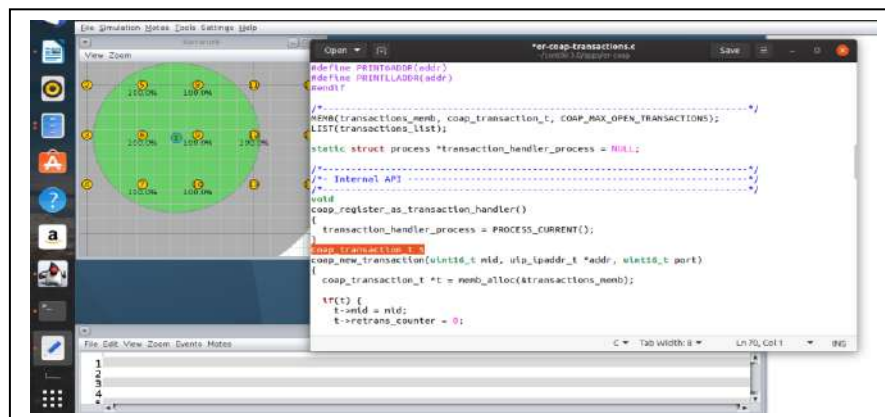 File Simulation Motes Tools Settings Help
Network
View Zoom
100.0% 100.0%
100.0% 100.0% 100.0%
100.0% 100.0%
File Edit View Zoom Events Motes
1
2
3
4
Open
*er-coap-transactions.c
Save
#define PRINT6ADDR(addr)
#define PRINTLLADDR(addr)
#endif
/*---------------------------------------------------------------------------*/
MEMB(transactions_memb, coap_transaction_t, COAP_MAX_OPEN_TRANSACTIONS);
LIST(transactions_list);
static struct process *transaction_handler_process = NULL;
/*---------------------------------------------------------------------------*/
/*- Internal API ------------------------------------------------------------*/
/*---------------------------------------------------------------------------*/
void
coap_register_as_transaction_handler()
{
transaction_handler_process = PROCESS_CURRENT();
}
coap_transaction_t *
coap_new_transaction(uint16_t mid, uip_ipaddr_t *addr, uint16_t port)
{
coap_transaction_t *t = memb_alloc(&transactions_memb);
if(t) {
t->mid = mid;
t->retrans_counter = 0;
C Tab Width: 8 Ln 70, Col 1 INS